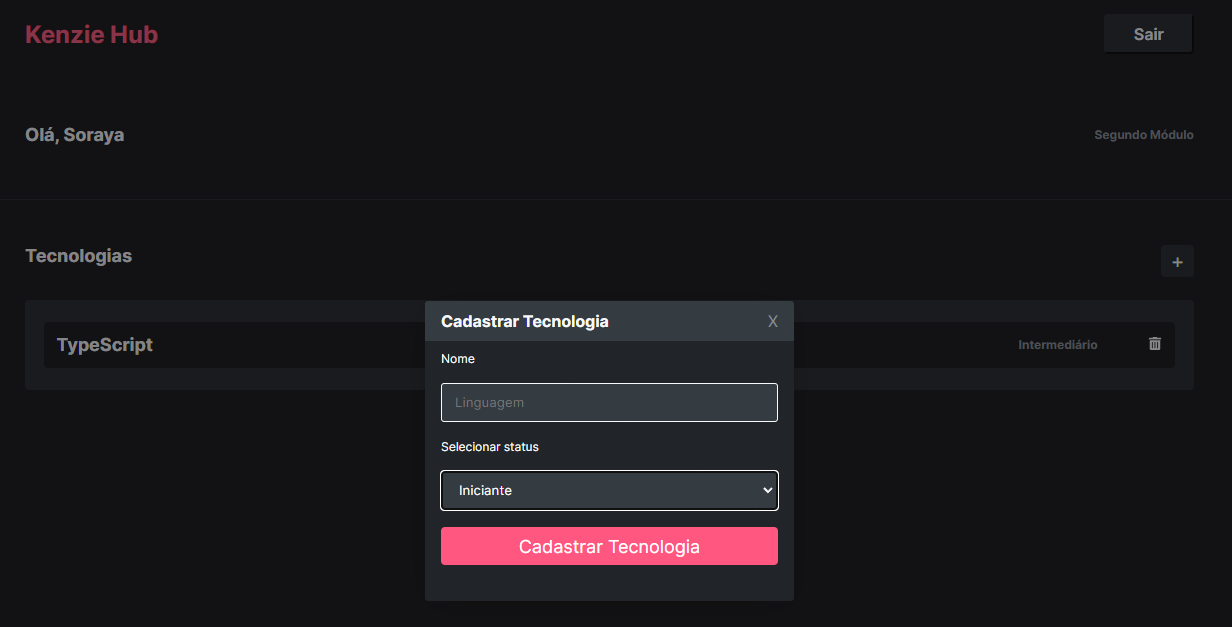 Kenzie Hub
Sair
Olá, Soraya
Segundo Módulo
Tecnologias
+
Cadastrar Tecnologia X
TypeScript
Intermediário
Nome
Linguagem
Selecionar status
Iniciante
Cadastrar Tecnologia